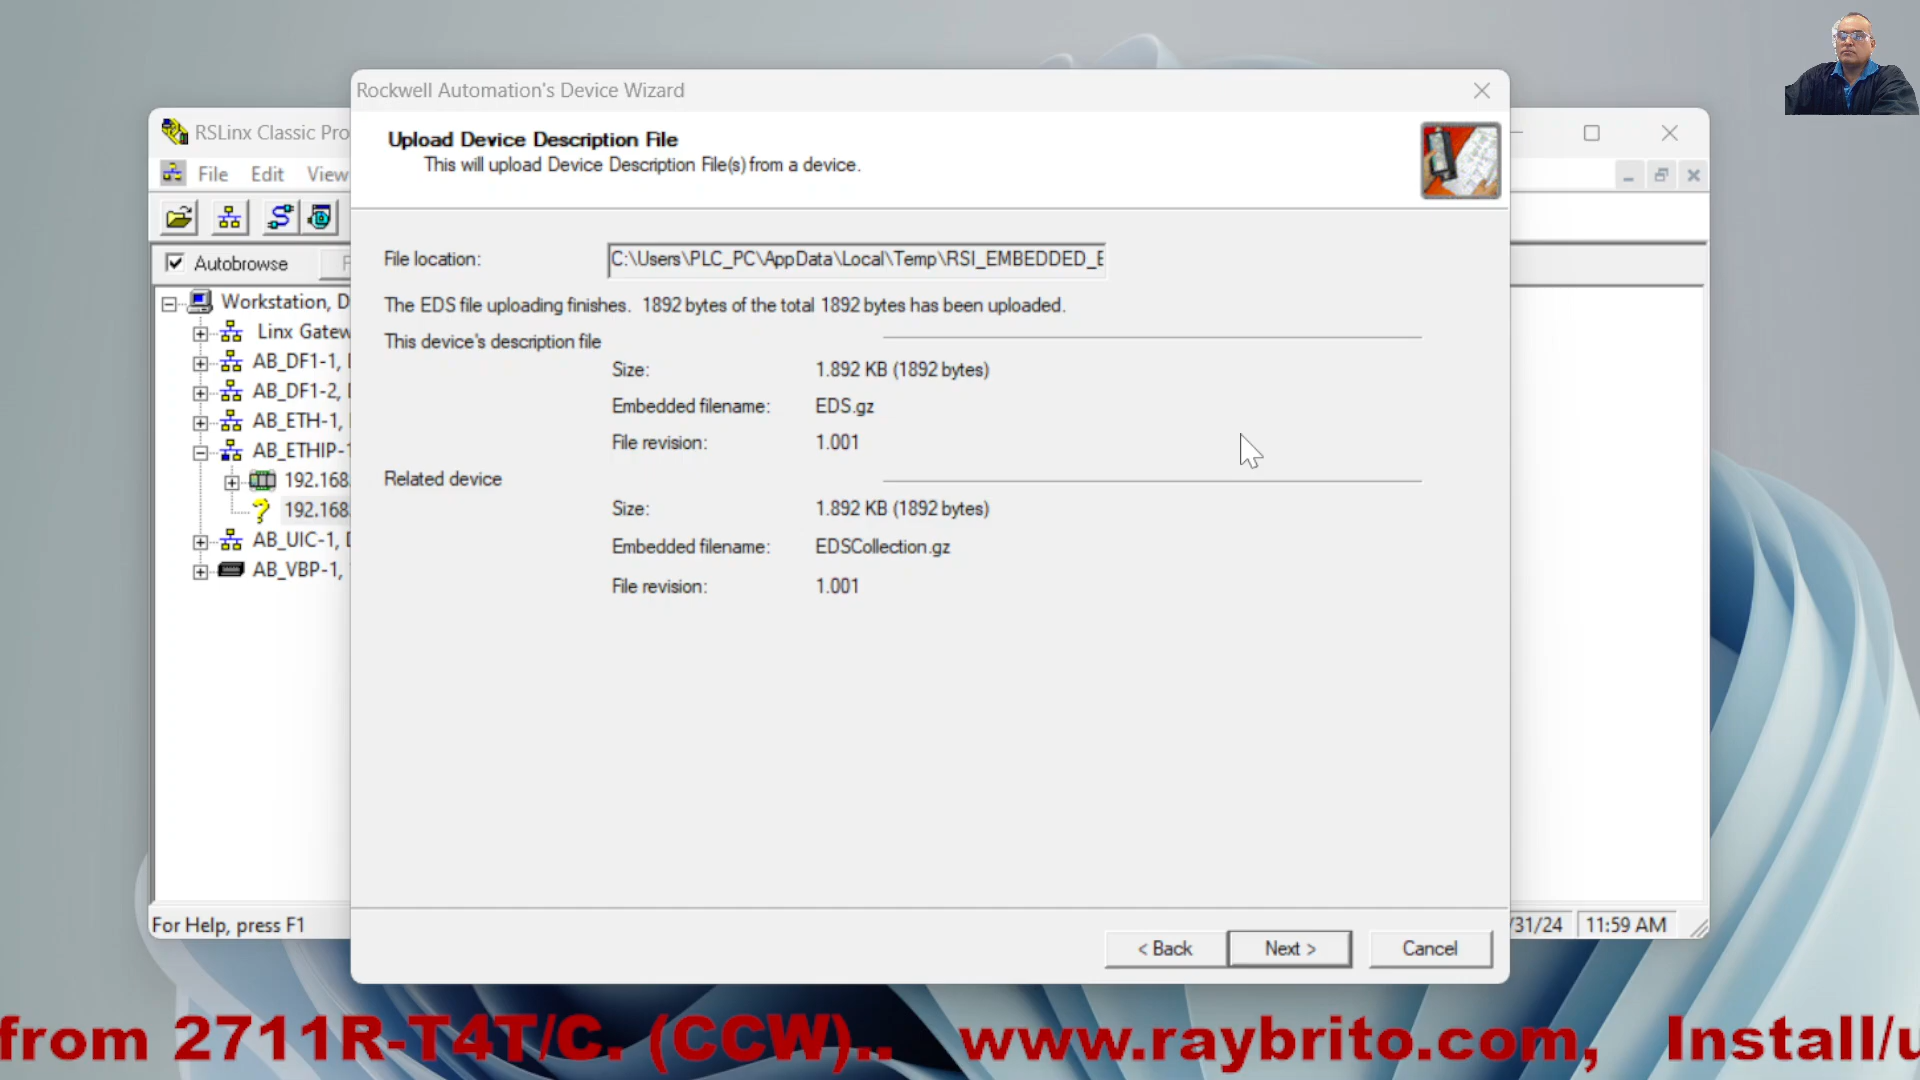 Rockwell Automation's Device Wizard
Upload Device Description File
This will upload Device Description File(s) from a device.
RSLinx Classic Pro
File Edit View
Autobrowse
Workstation, D
Linx Gatew
AB_DF1-1,
AB_DF1-2,
AB_ETH-1,
AB_ETHIP-1
192.168.
192.168.
AB_UIC-1,
AB_VBP-1,
File location:
C:\Users\PLC_PC\AppData\Local\Temp\RSI_EMBEDDED_E
The EDS file uploading finishes. 1892 bytes of the total 1892 bytes has been uploaded.
This device's description file
Size: 1.892 KB (1892 bytes)
Embedded filename: EDS.gz
File revision: 1.001
Related device
Size: 1.892 KB (1892 bytes)
Embedded filename: EDSCollection.gz
File revision: 1.001
For Help, press F1
/31/24 11:59 AM
< Back Next > Cancel
from 2711R-T4T/C. (CCW).. www.raybrito.com, Install/u